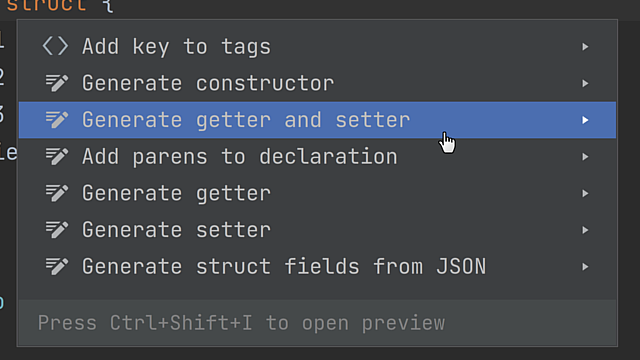 struct {
1
2
3
Add key to tags
Generate constructor
Generate getter and setter
Add parens to declaration
Generate getter
Generate setter
Generate struct fields from JSON
Press Ctrl+Shift+I to open preview